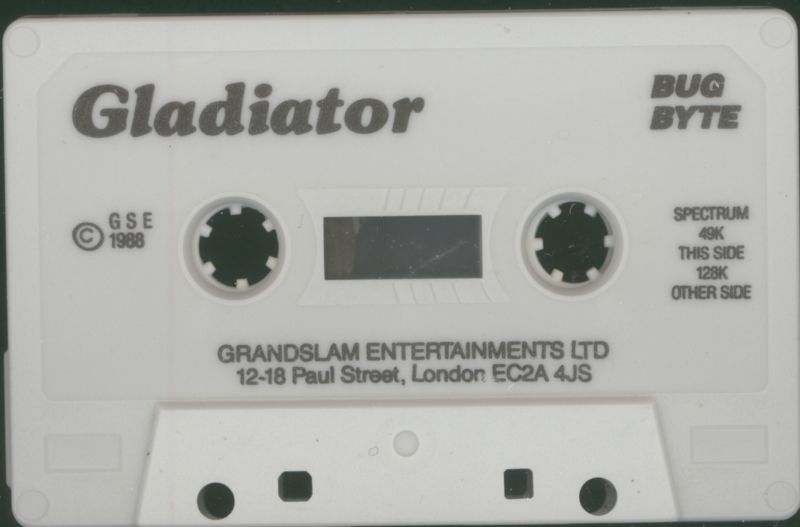 Gladiator
BUG
BYTE
© GSE
1988
SPECTRUM
49K
THIS SIDE
128K
OTHER SIDE
GRANDSLAM ENTERTAINMENTS LTD
12-18 Paul Street, London EC2A 4JS